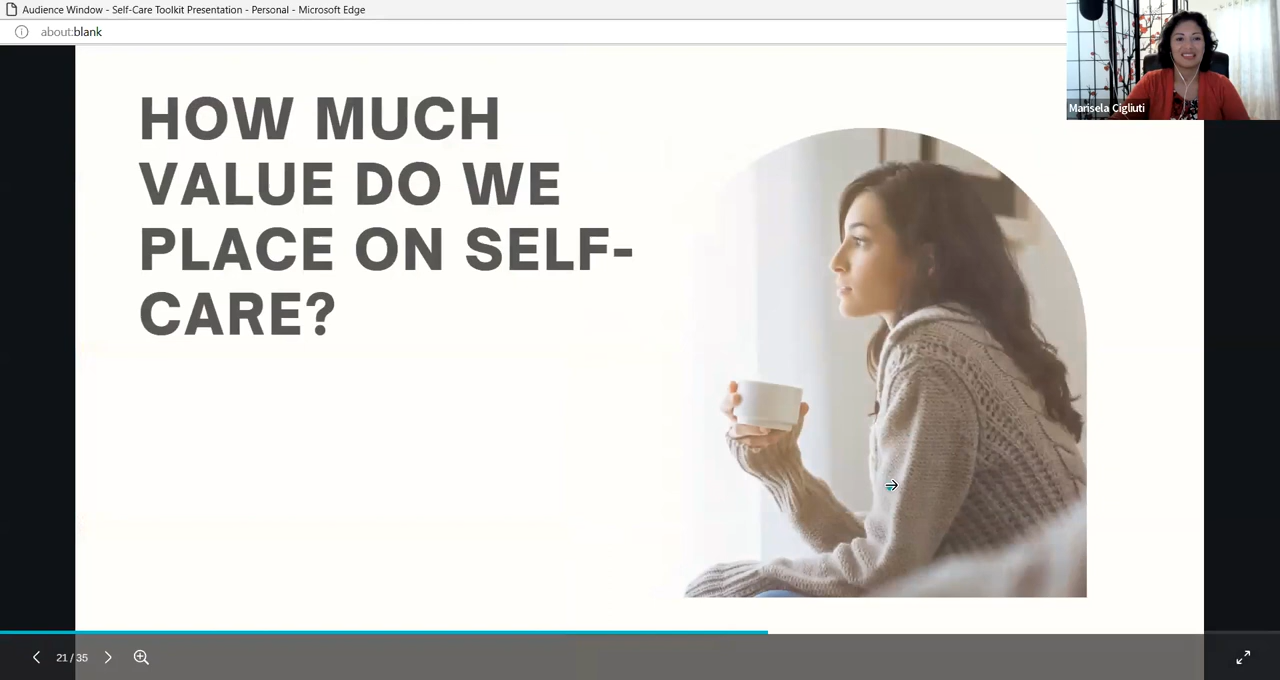 Audience Window - Self-Care Toolkit Presentation - Personal - Microsoft Edge
about:blank
Marisela Cigliuti
HOW MUCH
VALUE DO WE
PLACE ON SELF-
CARE?
21 / 35